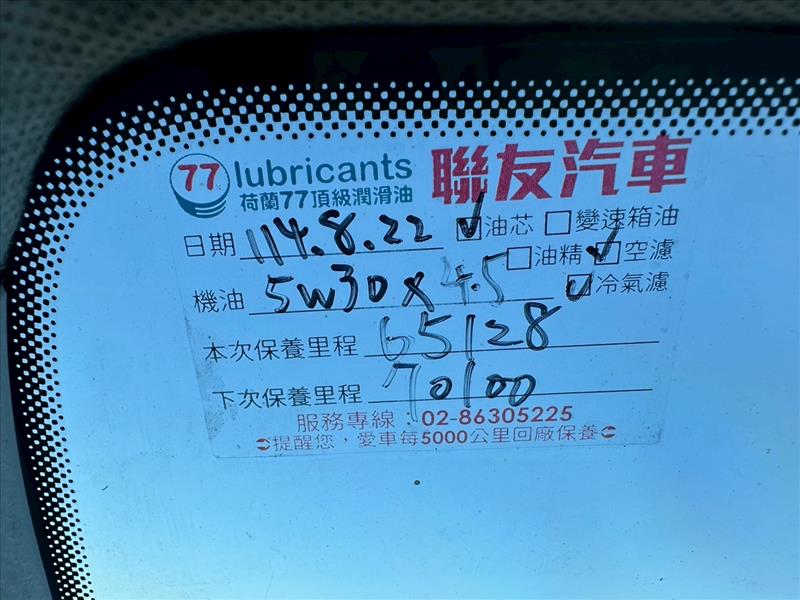 77 lubricants 聯友汽車
荷蘭77頂級潤滑油
日期 114.8.22 ☑油芯 □變速箱油
□油精 ☑空濾
機油 5W30 x 4.5 ☑冷氣濾
本次保養里程 65128
下次保養里程 70100
服務專線：02-86305225
➲提醒您，愛車每5000公里回廠保養➲